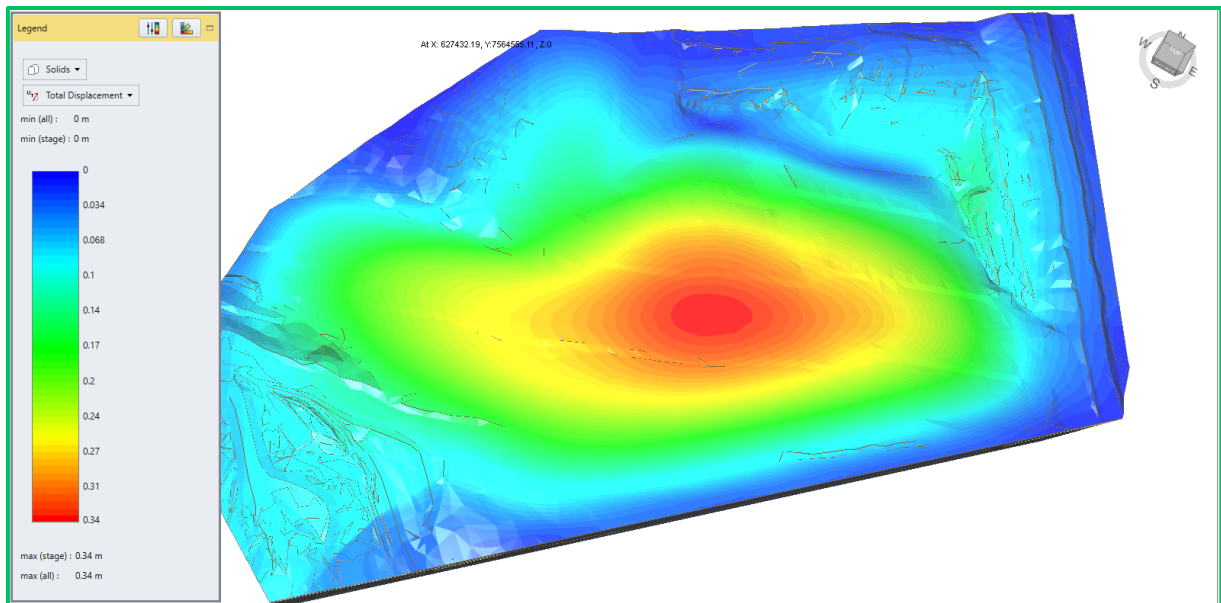 Legend
At X: 627432.19, Y:7564555.11, Z:0
Solids
Total Displacement
min (all) : 0 m
min (stage) : 0 m
0
0.034
0.068
0.1
0.14
0.17
0.2
0.24
0.27
0.31
0.34
max (stage) : 0.34 m
max (all) : 0.34 m
W
N
E
S